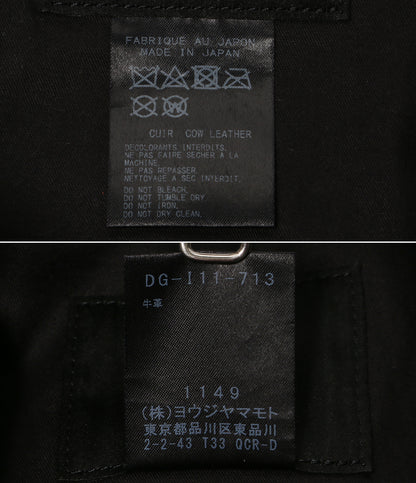 FABRIQUE AU JAPON
MADE IN JAPAN
CUIR COW LEATHER
DECOLORANTS INTERDITS.
NE PAS FAIRE SECHER A LA
MACHINE.
NE PAS REPASSER.
NETTOYAGE A SEC INTERDIT.
DO NOT BLEACH.
DO NOT TUMBLE DRY
DO NOT IRON.
DO NOT DRY CLEAN.
DG-I11-713
牛革
1149
(株)ヨウジヤマモト
東京都品川区東品川
2-2-43 T33 QCR-D